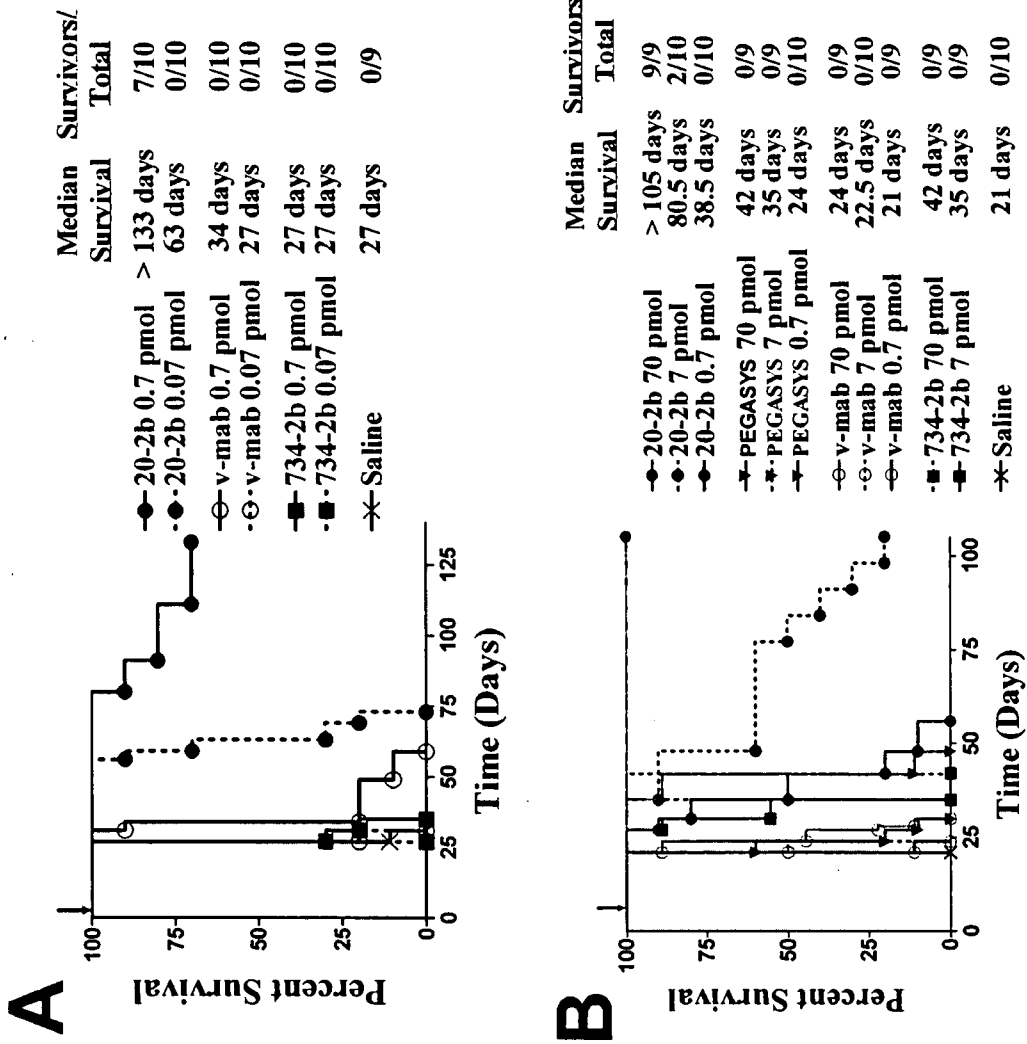 A
Percent Survival
100
75
50
25
0
0
25
50
75
100
125
Time (Days)
Median Survivors/
Survival Total
20-2b 0.7 pmol > 133 days 7/10
20-2b 0.07 pmol 63 days 0/10
v-mab 0.7 pmol 34 days 0/10
v-mab 0.07 pmol 27 days 0/10
734-2b 0.7 pmol 27 days 0/10
734-2b 0.07 pmol 27 days 0/10
Saline 27 days 0/9
B
Percent Survival
100
75
50
25
0
0
25
50
75
100
Time (Days)
Median Survivors
Survival Total
20-2b 70 pmol > 105 days 9/9
20-2b 7 pmol 80.5 days 2/10
20-2b 0.7 pmol 38.5 days 0/10
PEGASYS 70 pmol 42 days 0/9
PEGASYS 7 pmol 35 days 0/9
PEGASYS 0.7 pmol 24 days 0/10
v-mab 70 pmol 24 days 0/9
v-mab 7 pmol 22.5 days 0/10
v-mab 0.7 pmol 21 days 0/9
734-2b 70 pmol 42 days 0/9
734-2b 7 pmol 35 days 0/9
Saline 21 days 0/10